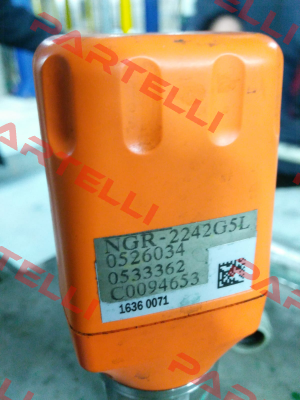 PARTELLI
PARTELLI
NGR-2242G5L
0526034
0533362
C0094653
1636 0071
PARTELLI
PARTELLI